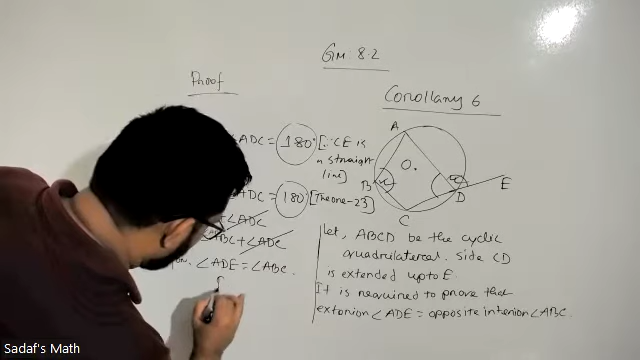 Gm: 8.2
Proof
Corollary 6
∠ADC = 180° [∵ CE is
a straight
line]
∠ADC = 180° [Theore-23]
∠ADC
∠ABC + ∠ADC
∠ADE = ∠ABC.
A
O
B
x
D
E
C
Let, ABCD be the cyclic
quadrilateral. Side CD
is extended upto E.
It is required to prove that
exterior ∠ADE = opposite interior ∠ABC.
Sadaf's Math